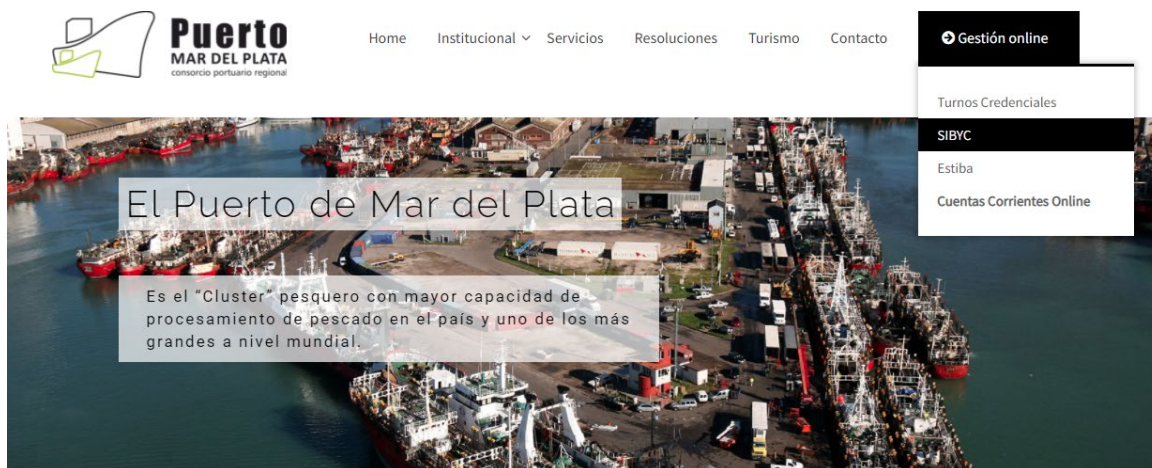 Puerto
MAR DEL PLATA
consorcio portuario regional
Home Institucional Servicios Resoluciones Turismo Contacto Gestión online
Turnos Credenciales
SIBYC
Estiba
Cuentas Corrientes Online
El Puerto de Mar del Plata
Es el "Cluster" pesquero con mayor capacidad de
procesamiento de pescado en el país y uno de los más
grandes a nivel mundial.